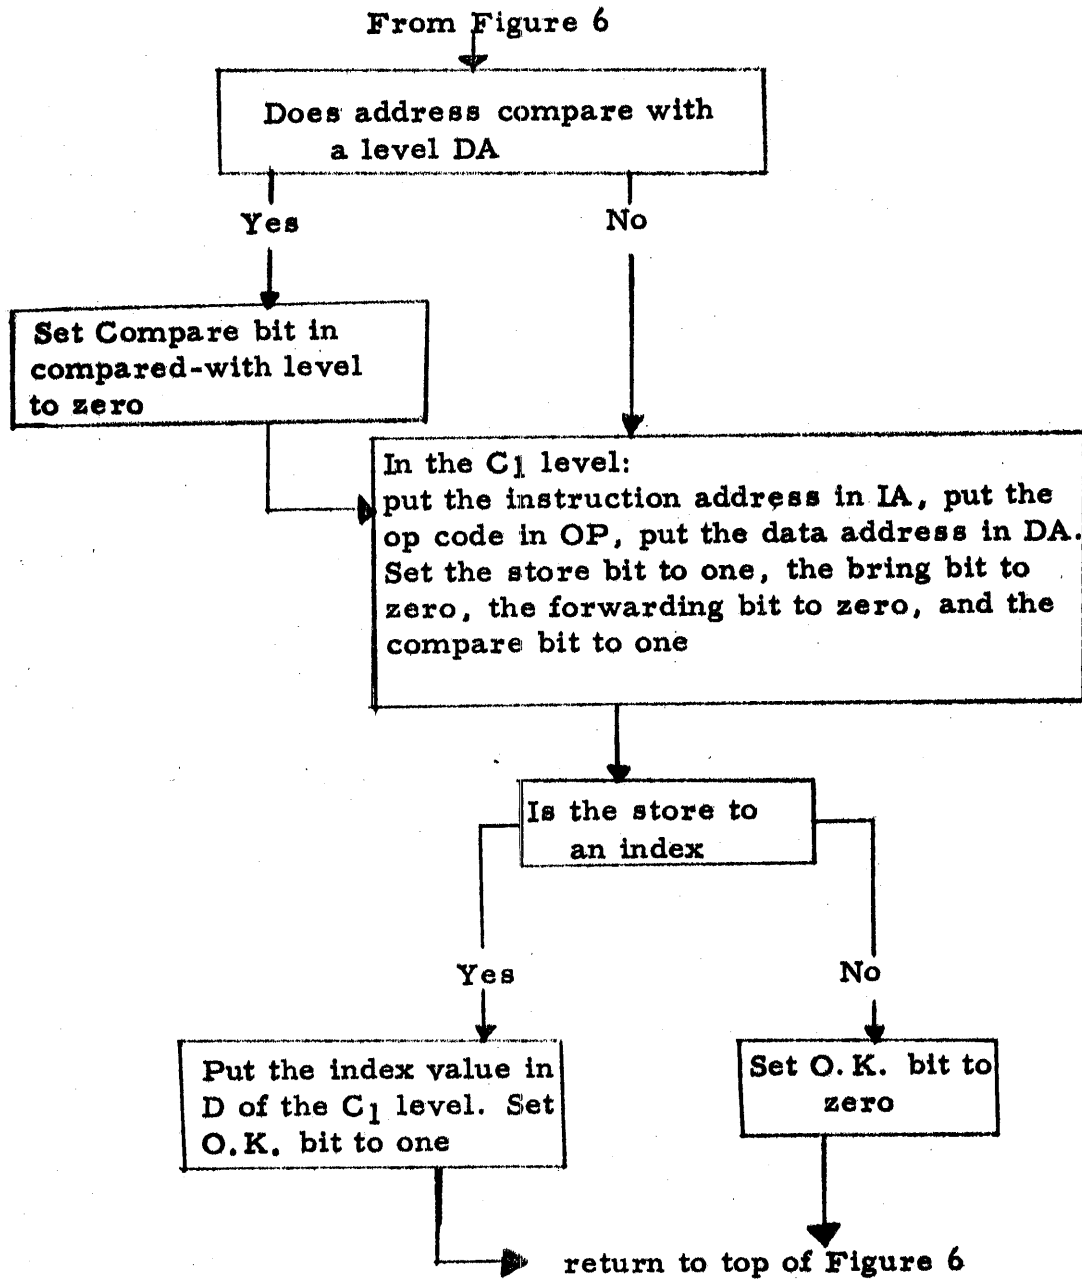 From Figure 6
Does address compare with
a level DA
Yes
No
Set Compare bit in
compared-with level
to zero
In the C1 level:
put the instruction address in IA, put the
op code in OP, put the data address in DA.
Set the store bit to one, the bring bit to
zero, the forwarding bit to zero, and the
compare bit to one
Is the store to
an index
Yes
No
Put the index value in
D of the C1 level. Set
O.K. bit to one
Set O.K. bit to
zero
return to top of Figure 6